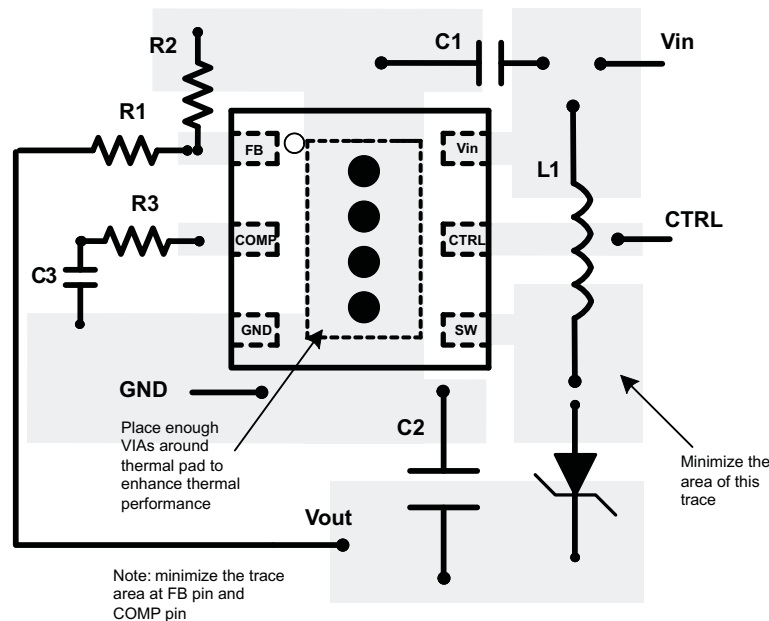 R2
C1
Vin
R1
FB
Vin
L1
R3
COMP
CTRL
CTRL
C3
GND
SW
GND
Place enough
VIAs around
thermal pad to
enhance thermal
performance
C2
Minimize the
area of this
trace
Vout
Note: minimize the trace
area at FB pin and
COMP pin